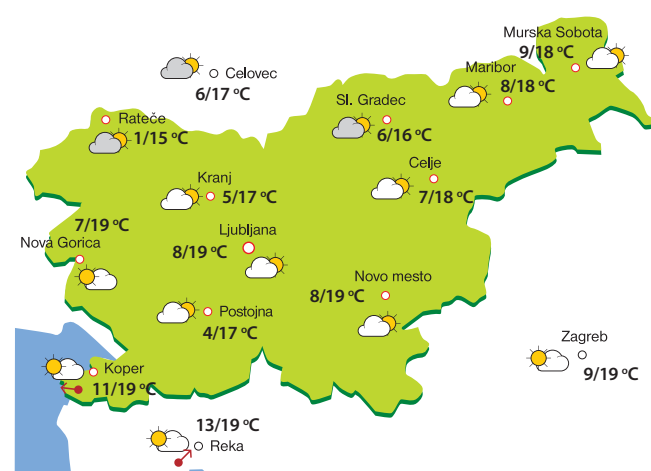 Murska Sobota
9/18 °C
Maribor
8/18 °C
Celovec
6/17 °C
Sl. Gradec
6/16 °C
Rateče
1/15 °C
Celje
7/18 °C
Kranj
5/17 °C
7/19 °C
Nova Gorica
Ljubljana
8/19 °C
Novo mesto
8/19 °C
Postojna
4/17 °C
Zagreb
9/19 °C
Koper
11/19 °C
13/19 °C
Reka